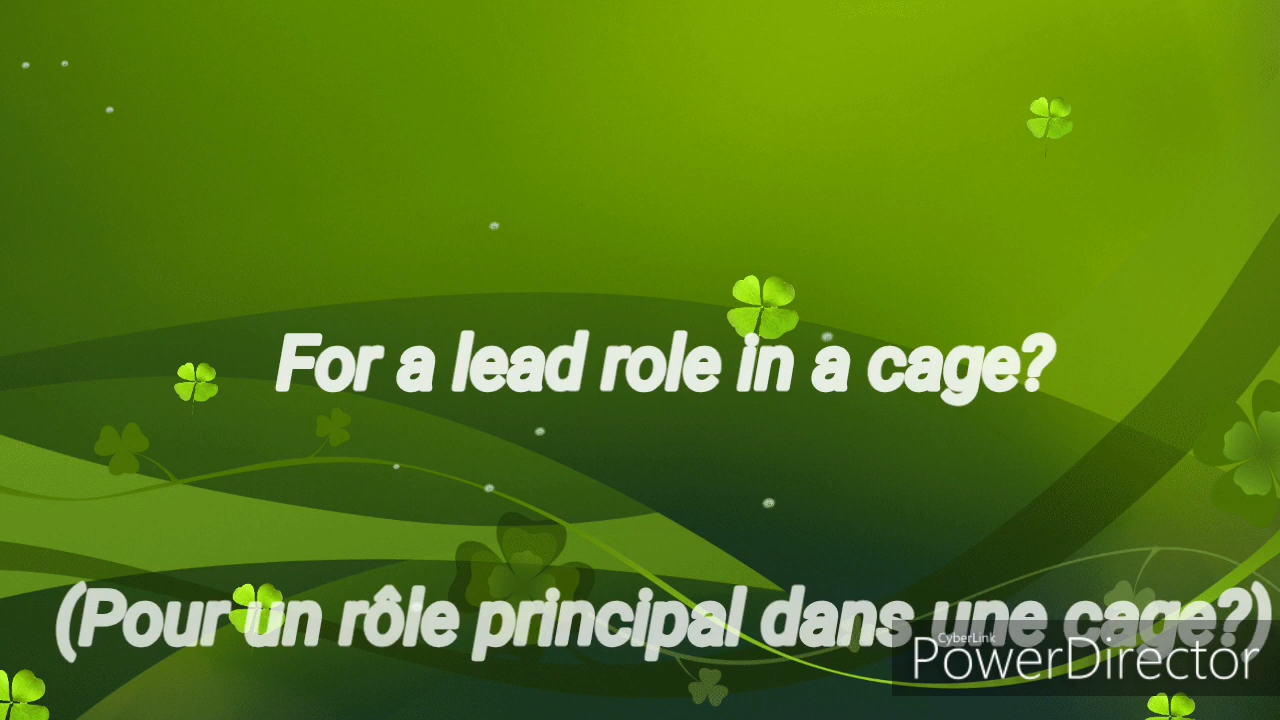 For a lead role in a cage?
(Pour un rôle principal dans une cage?)
CyberLink
PowerDirector